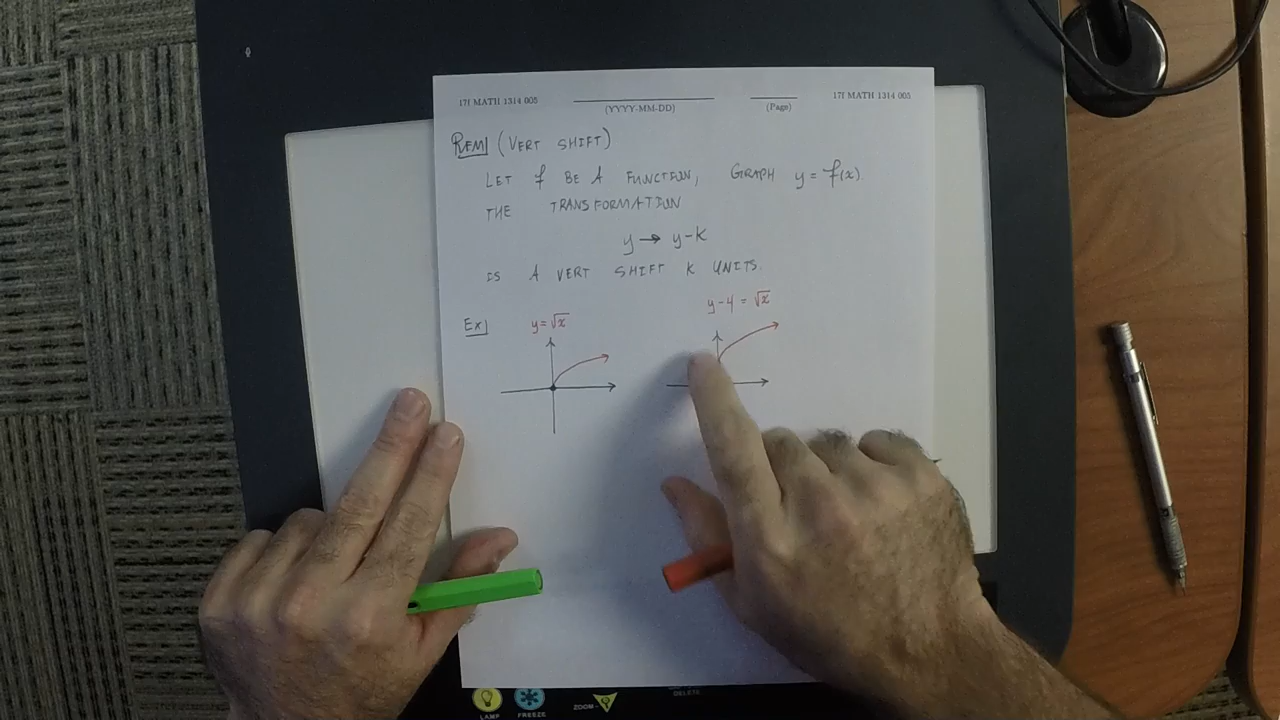 17f MATH 1314 005
(YYYY-MM-DD)
(Page)
17f MATH 1314 005
REM (VERT SHIFT)
LET f BE A FUNCTION, GRAPH y = f(x)
THE TRANSFORMATION
y → y-k
IS A VERT SHIFT K UNITS.
y-4 = √x
EX y=√x
LAMP
FREEZE
ZOOM-
DELETE